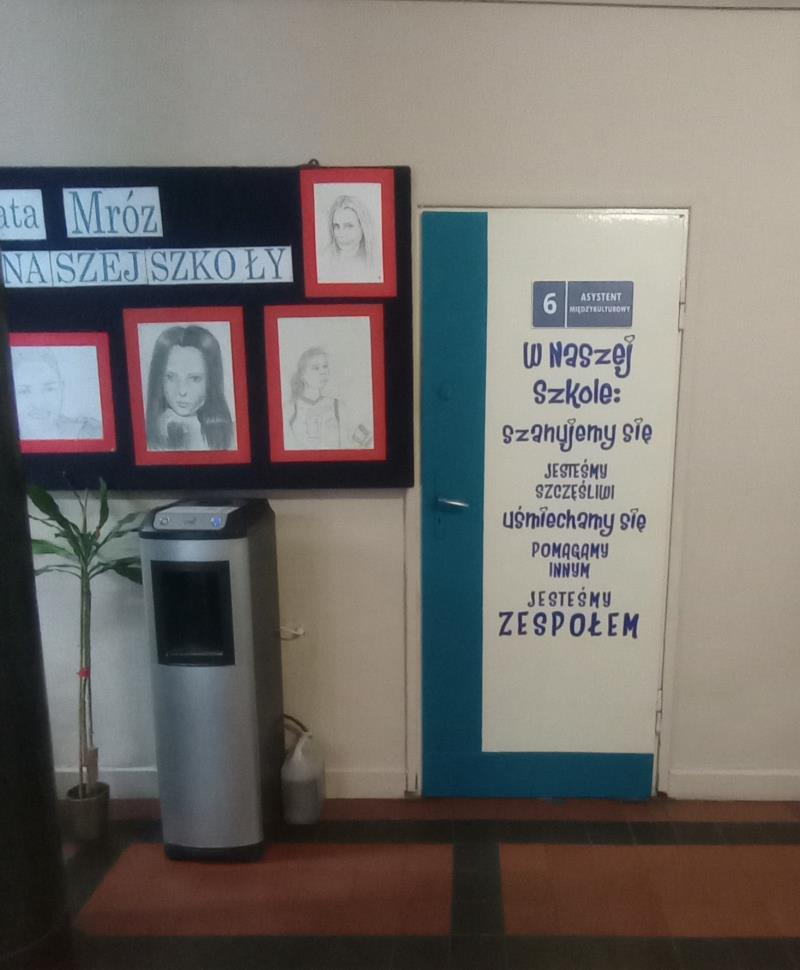 ata Mróz
NASZEJ SZKOŁY
6 ASYSTENT
MIĘDZYKULTUROWY
W Naszej
Szkole:
szanujemy się
JESTEŚMY
SZCZĘŚLIWI
uśmiechamy się
POMAGAMY
INNYM
JESTEŚMY
ZESPOŁEM